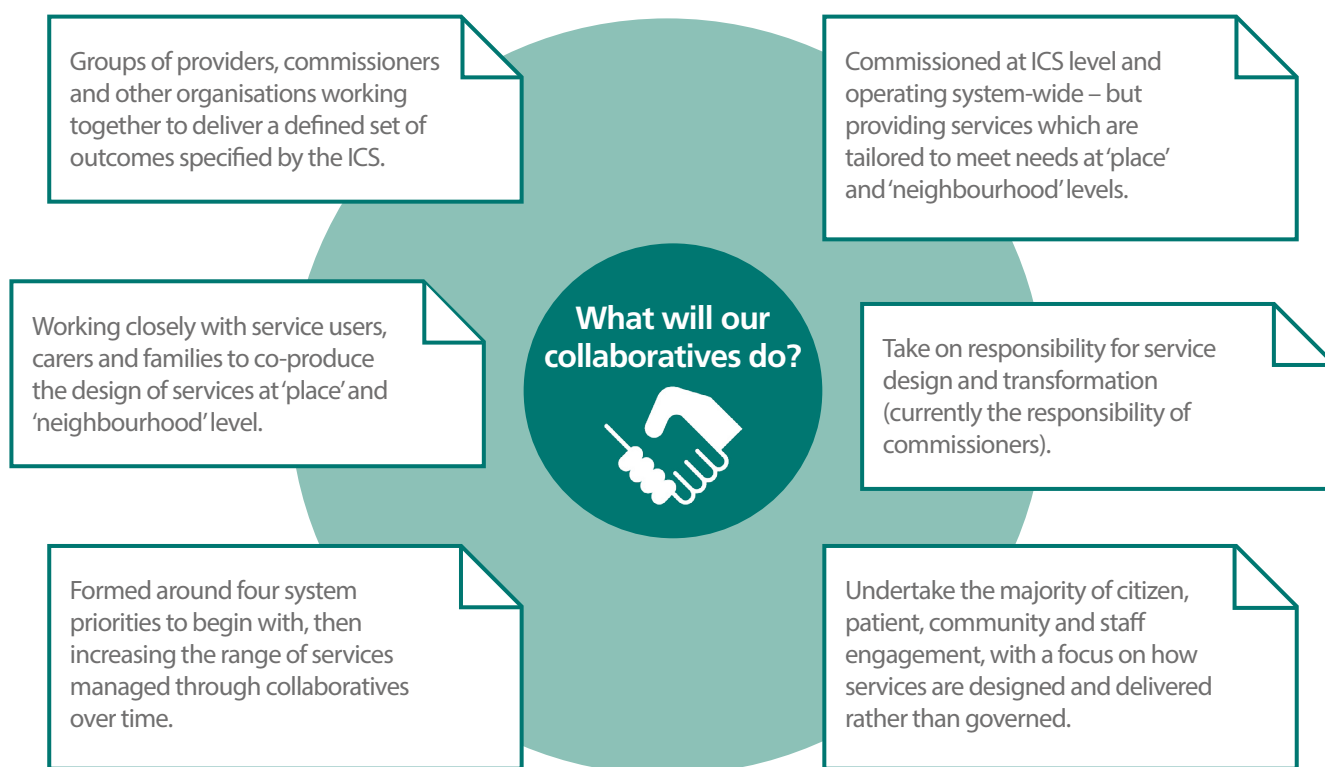 Groups of providers, commissioners
and other organisations working
together to deliver a defined set of
outcomes specified by the ICS.
Commissioned at ICS level and
operating system-wide – but
providing services which are
tailored to meet needs at ‘place’
and ‘neighbourhood’ levels.
What will our
collaboratives do?
Working closely with service users,
carers and families to co-produce
the design of services at ‘place’ and
‘neighbourhood’ level.
Take on responsibility for service
design and transformation
(currently the responsibility of
commissioners).
Formed around four system
priorities to begin with, then
increasing the range of services
managed through collaboratives
over time.
Undertake the majority of citizen,
patient, community and staff
engagement, with a focus on how
services are designed and delivered
rather than governed.